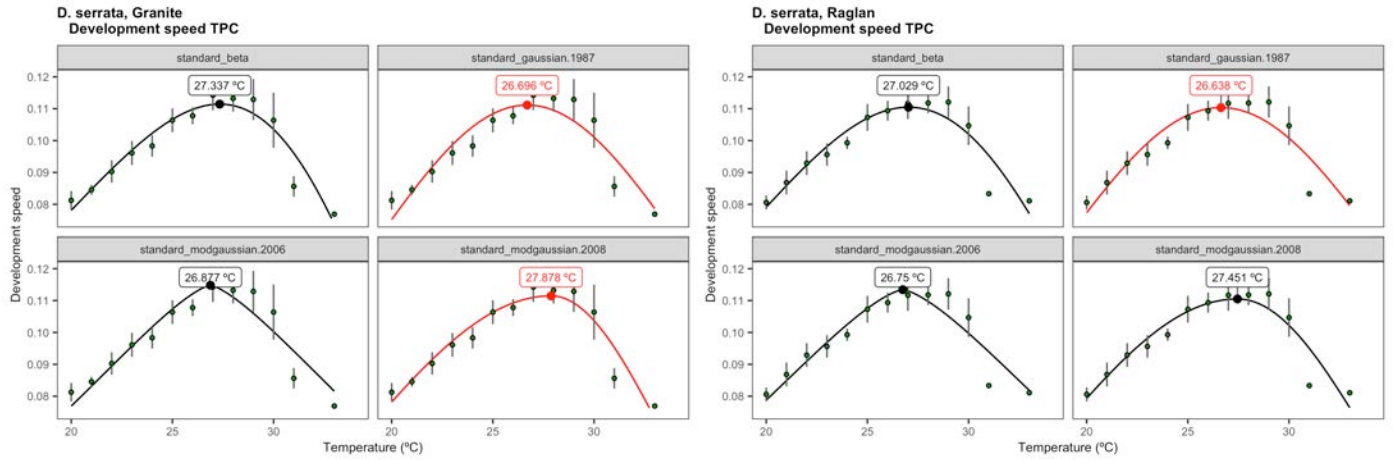 D. serrata, Granite
Development speed TPC
standard_beta
standard_gaussian.1987
0.12
0.11
0.10
0.09
0.08
27.337 ºC
26.696 ºC
standard_modgaussian.2006
standard_modgaussian.2008
0.12
0.11
0.10
0.09
0.08
26.877 ºC
27.878 ºC
Development speed
20
25
30
20
25
30
Temperature (ºC)
D. serrata, Raglan
Development speed TPC
standard_beta
standard_gaussian.1987
0.12
0.11
0.10
0.09
0.08
27.029 ºC
26.638 ºC
standard_modgaussian.2006
standard_modgaussian.2008
0.12
0.11
0.10
0.09
0.08
26.75 ºC
27.451 ºC
Development speed
20
25
30
20
25
30
Temperature (ºC)